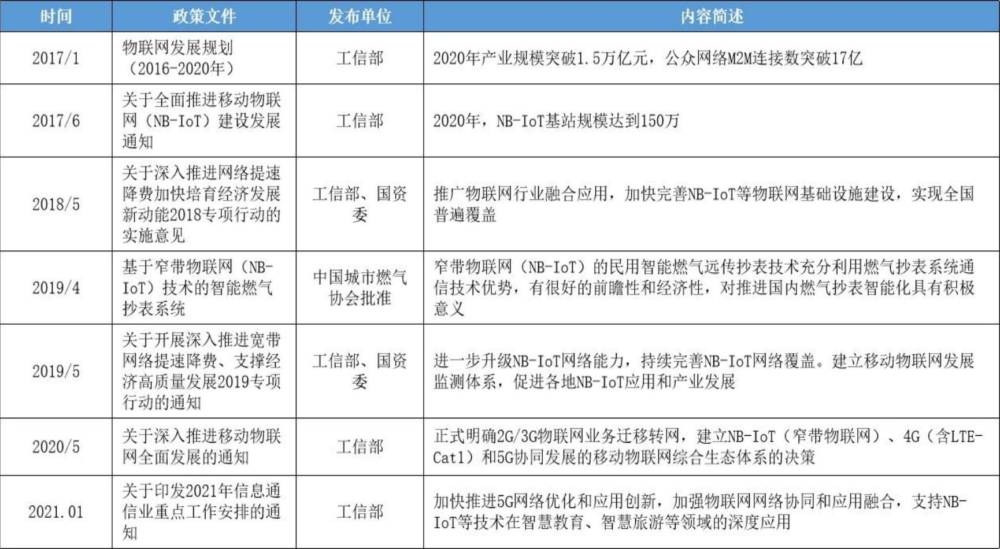 时间 政策文件 发布单位 内容简述
2017/1
物联网发展规划
（2016-2020年）
工信部
2020年产业规模突破1.5万亿元，公众网络M2M连接数突破17亿
2017/6
关于全面推进移动物联
网（NB-IoT）建设发展
通知
工信部
2020年，NB-IoT基站规模达到150万
2018/5
关于深入推进网络提速
降费加快培育经济发展
新动能2018专项行动的
实施意见
工信部、国资
委
推广物联网行业融合应用，加快完善NB-IoT等物联网基础设施建设，实现全国
普遍覆盖
2019/4
基于窄带物联网（NB-
IoT）技术的智能燃气
抄表系统
中国城市燃气
协会批准
窄带物联网（NB-IoT）的民用智能燃气远传抄表技术充分利用燃气抄表系统通
信技术优势，有很好的前瞻性和经济性，对推进国内燃气抄表智能化具有积极
意义
2019/5
关于开展深入推进宽带
网络提速降费、支撑经
济高质量发展2019专项
行动的通知
工信部、国资
委
进一步升级NB-IoT网络能力，持续完善NB-IoT网络覆盖。建立移动物联网发展
监测体系，促进各地NB-IoT应用和产业发展
2020/5
关于深入推进移动物联
网全面发展的通知
工信部
正式明确2G/3G物联网业务迁移转网，建立NB-IoT（窄带物联网）、4G（含LTE-
Cat1）和5G协同发展的移动物联网综合生态体系的决策
2021.01
关于印发2021年信息通
信业重点工作安排的通
知
工信部
加快推进5G网络优化和应用创新，加强物联网网络协同和应用融合，支持NB-
IoT等技术在智慧教育、智慧旅游等领域的深度应用